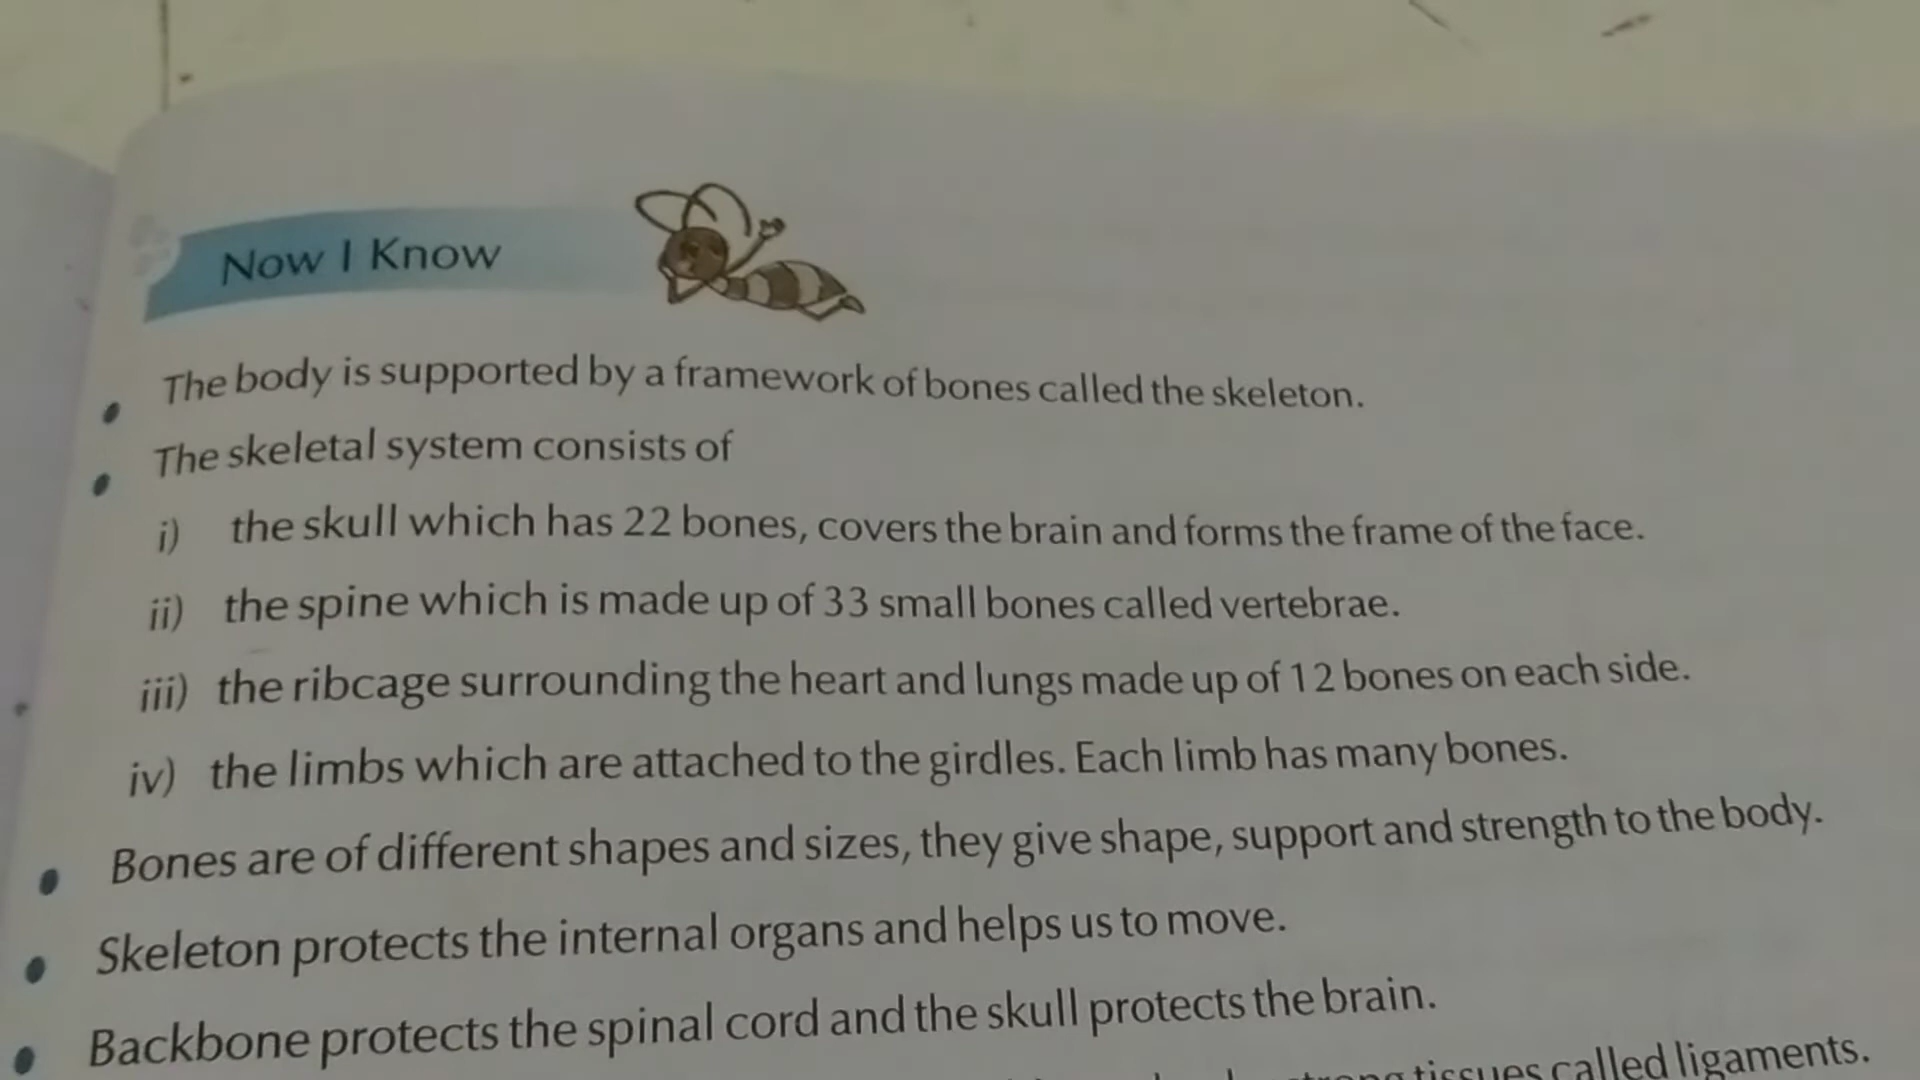 Now I Know
• The body is supported by a framework of bones called the skeleton.
• The skeletal system consists of
i) the skull which has 22 bones, covers the brain and forms the frame of the face.
ii) the spine which is made up of 33 small bones called vertebrae.
iii) the ribcage surrounding the heart and lungs made up of 12 bones on each side.
iv) the limbs which are attached to the girdles. Each limb has many bones.
• Bones are of different shapes and sizes, they give shape, support and strength to the body.
• Skeleton protects the internal organs and helps us to move.
• Backbone protects the spinal cord and the skull protects the brain.
strong tissues called ligaments.